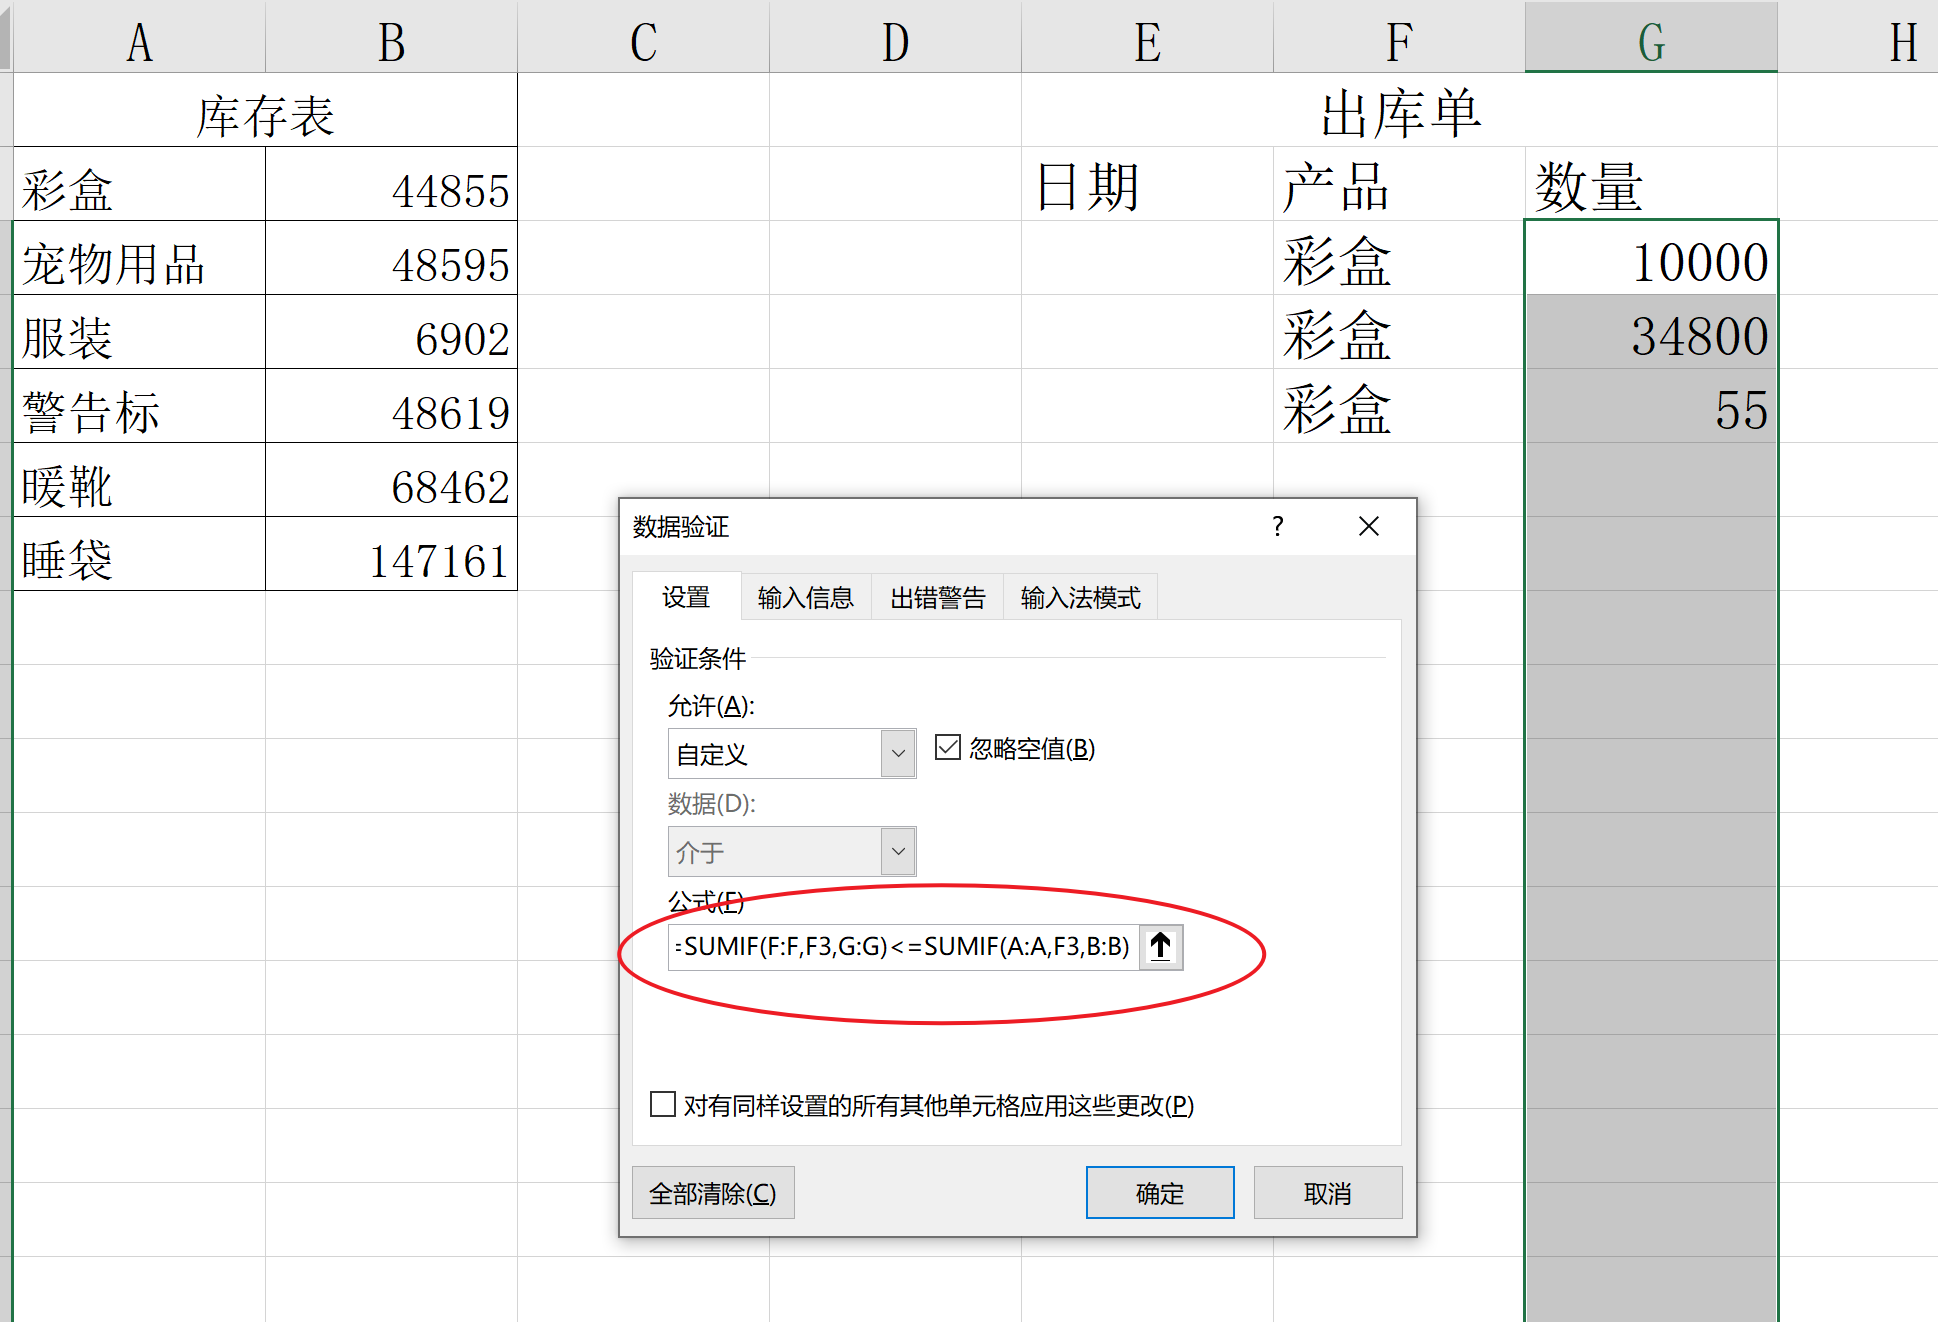 A B C D E F G H
库存表 出库单
彩盒 44855 日期 产品 数量
宠物用品 48595 彩盒 10000
服装 6902 彩盒 34800
警告标 48619 彩盒 55
暖靴 68462
睡袋 147161
数据验证 ?
设置 输入信息 出错警告 输入法模式
验证条件
允许(A):
自定义 忽略空值(B)
数据(D):
介于
公式(F)
=SUMIF(F:F,F3,G:G)<=SUMIF(A:A,F3,B:B)
对有同样设置的所有其他单元格应用这些更改(P)
全部清除(C) 确定 取消